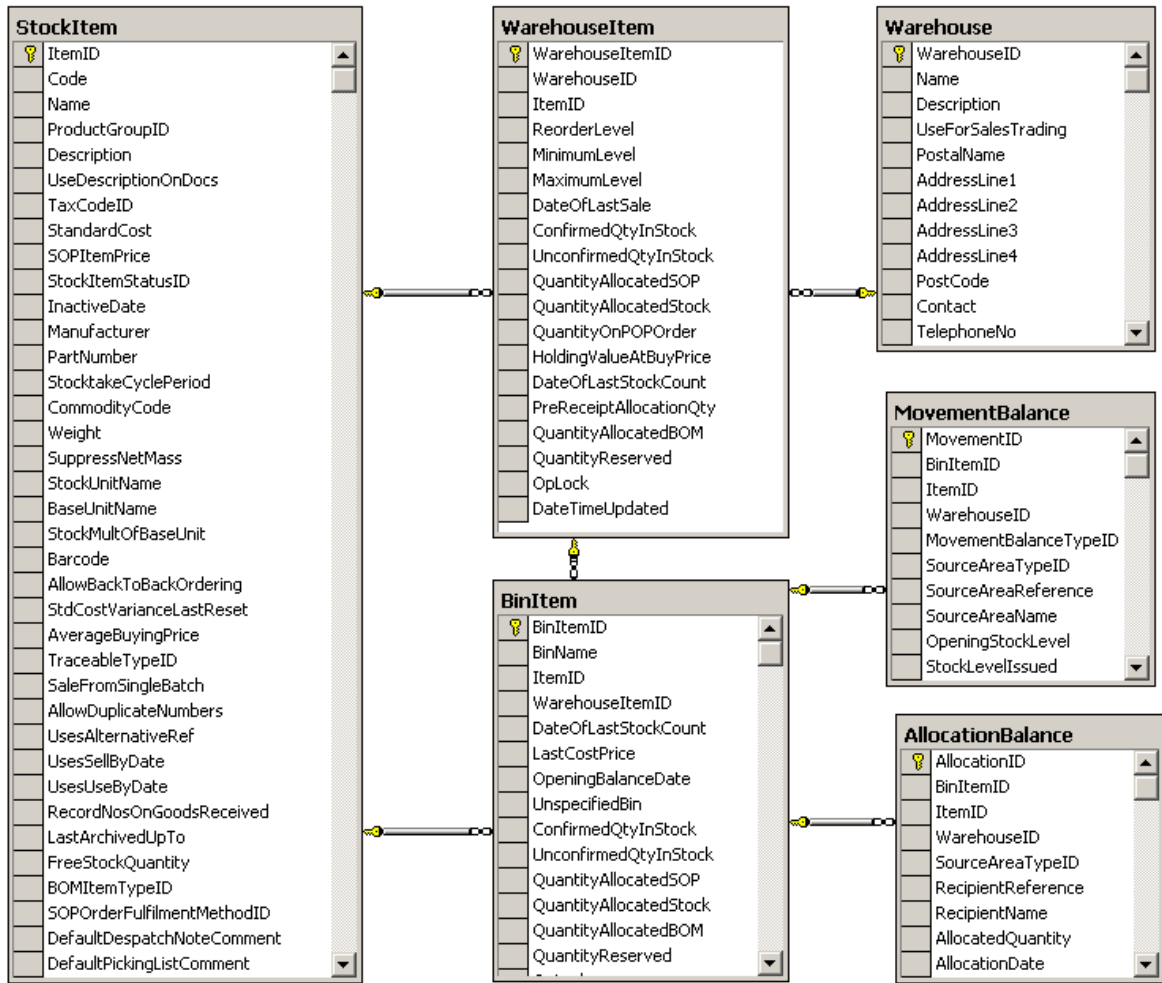 StockItem
ItemID
Code
Name
ProductGroupID
Description
UseDescriptionOnDocs
TaxCodeID
StandardCost
SOPItemPrice
StockItemStatusID
InactiveDate
Manufacturer
PartNumber
StocktakeCyclePeriod
CommodityCode
Weight
SuppressNetMass
StockUnitName
BaseUnitName
StockMultOfBaseUnit
Barcode
AllowBackToBackOrdering
StdCostVarianceLastReset
AverageBuyingPrice
TraceableTypeID
SaleFromSingleBatch
AllowDuplicateNumbers
UsesAlternativeRef
UsesSellByDate
UsesUseByDate
RecordNosOnGoodsReceived
LastArchivedUpTo
FreeStockQuantity
BOMItemTypeID
SOPOrderFulfilmentMethodID
DefaultDespatchNoteComment
DefaultPickingListComment
WarehouseItem
WarehouseItemID
WarehouseID
ItemID
ReorderLevel
MinimumLevel
MaximumLevel
DateOfLastSale
ConfirmedQtyInStock
UnconfirmedQtyInStock
QuantityAllocatedSOP
QuantityAllocatedStock
QuantityOnPOPOrder
HoldingValueAtBuyPrice
DateOfLastStockCount
PreReceiptAllocationQty
QuantityAllocatedBOM
QuantityReserved
OpLock
DateTimeUpdated
BinItem
BinItemID
BinName
ItemID
WarehouseItemID
DateOfLastStockCount
LastCostPrice
OpeningBalanceDate
UnspecifiedBin
ConfirmedQtyInStock
UnconfirmedQtyInStock
QuantityAllocatedSOP
QuantityAllocatedStock
QuantityAllocatedBOM
QuantityReserved
Warehouse
WarehouseID
Name
Description
UseForSalesTrading
PostalName
AddressLine1
AddressLine2
AddressLine3
AddressLine4
PostCode
Contact
TelephoneNo
MovementBalance
MovementID
BinItemID
ItemID
WarehouseID
MovementBalanceTypeID
SourceAreaTypeID
SourceAreaReference
SourceAreaName
OpeningStockLevel
StockLevelIssued
AllocationBalance
AllocationID
BinItemID
ItemID
WarehouseID
SourceAreaTypeID
RecipientReference
RecipientName
AllocatedQuantity
AllocationDate